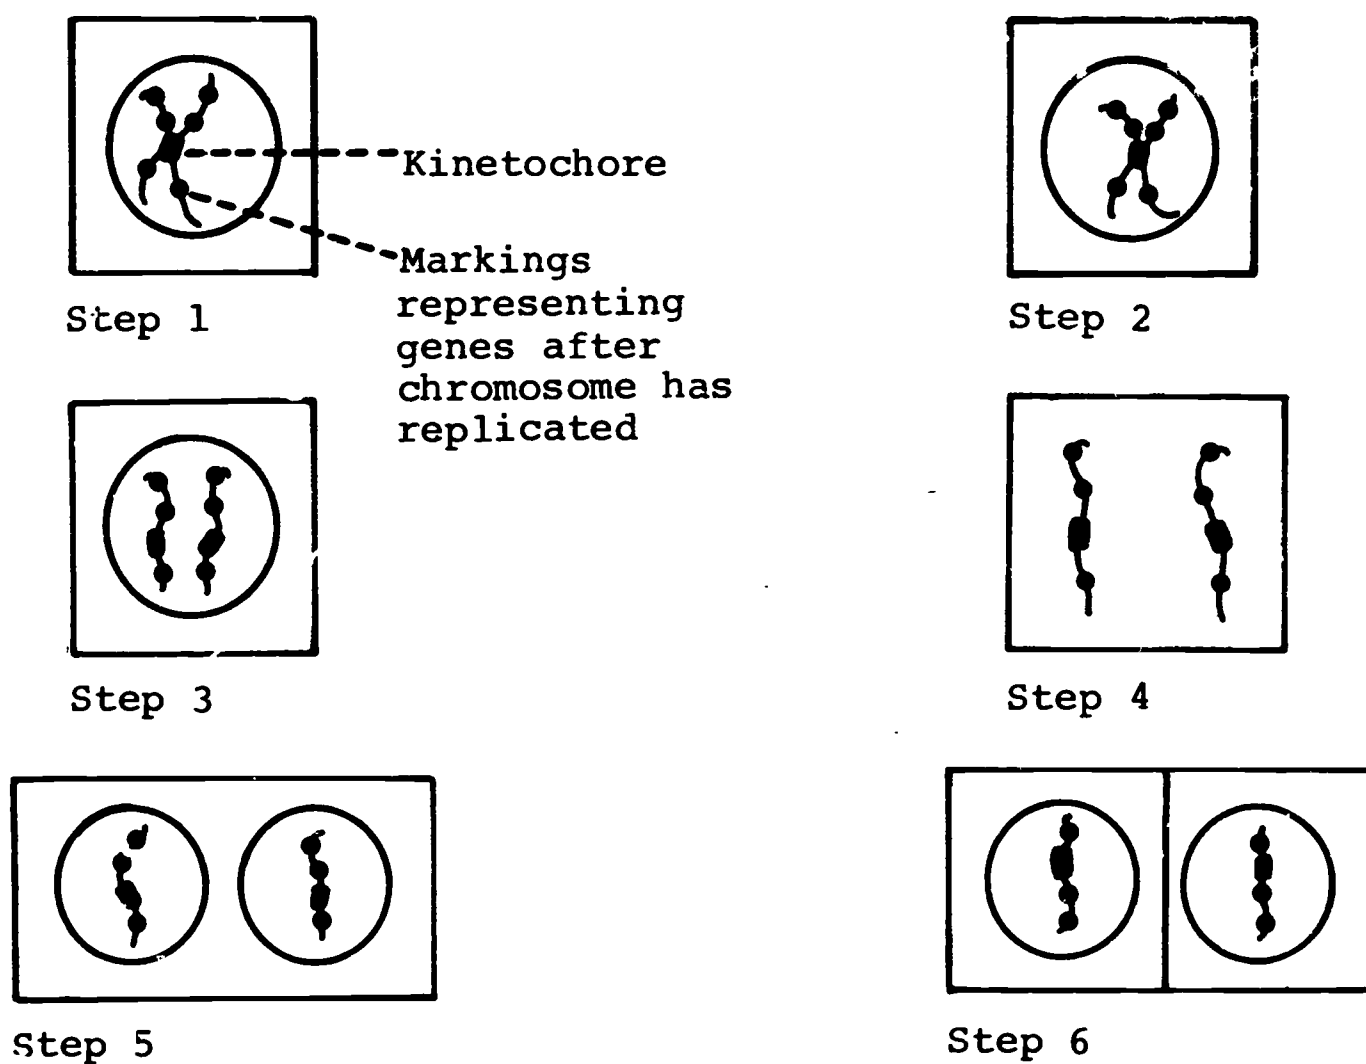 Kinetochore
Markings
representing
genes after
chromosome has
replicated
Step 1
Step 2
Step 3
Step 4
Step 5
Step 6